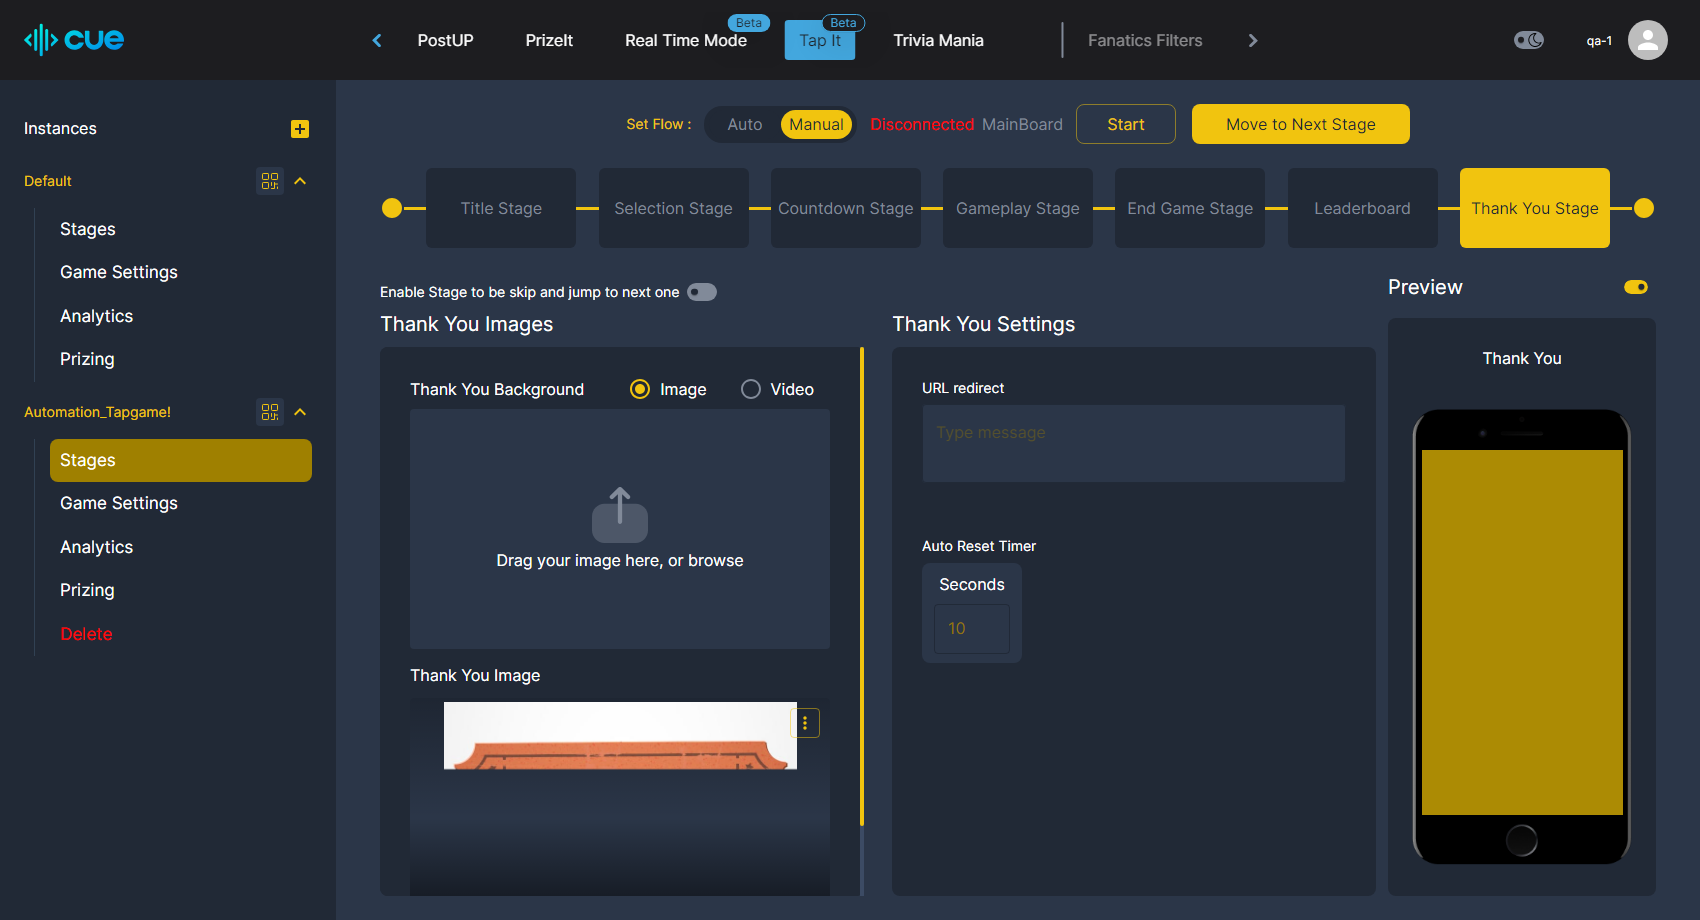 cue
PostUP
PrizeIt
Real Time Mode
Beta
Tap It
Beta
Trivia Mania
Fanatics Filters
qa-1
Instances
Default
Stages
Game Settings
Analytics
Prizing
Automation_Tapgame!
Stages
Game Settings
Analytics
Prizing
Delete
Set Flow :
Auto
Manual
Disconnected MainBoard
Start
Move to Next Stage
Title Stage
Selection Stage
Countdown Stage
Gameplay Stage
End Game Stage
Leaderboard
Thank You Stage
Enable Stage to be skip and jump to next one
Thank You Images
Thank You Background
Image
Video
Drag your image here, or browse
Thank You Image
Thank You Settings
URL redirect
Type message
Auto Reset Timer
Seconds
10
Preview
Thank You